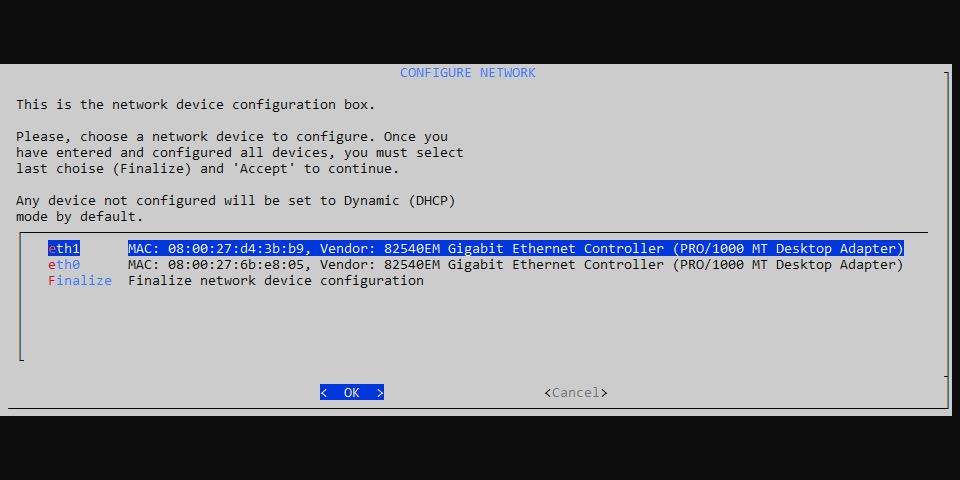 CONFIGURE NETWORK
This is the network device configuration box.
Please, choose a network device to configure. Once you
have entered and configured all devices, you must select
last choise (Finalize) and 'Accept' to continue.
Any device not configured will be set to Dynamic (DHCP)
mode by default.
eth1 MAC: 08:00:27:d4:3b:b9, Vendor: 82540EM Gigabit Ethernet Controller (PRO/1000 MT Desktop Adapter)
eth0 MAC: 08:00:27:6b:e8:05, Vendor: 82540EM Gigabit Ethernet Controller (PRO/1000 MT Desktop Adapter)
Finalize Finalize network device configuration
< OK > <Cancel>